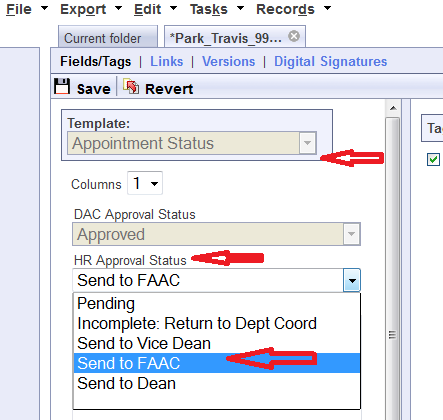 File Export Edit Tasks Records
Current folder *Park_Travis_99...
Fields/Tags | Links | Versions | Digital Signatures
Save Revert
Template:
Appointment Status
Ta
Columns 1
DAC Approval Status
Approved
HR Approval Status
Send to FAAC
Pending
Incomplete: Return to Dept Coord
Send to Vice Dean
Send to FAAC
Send to Dean